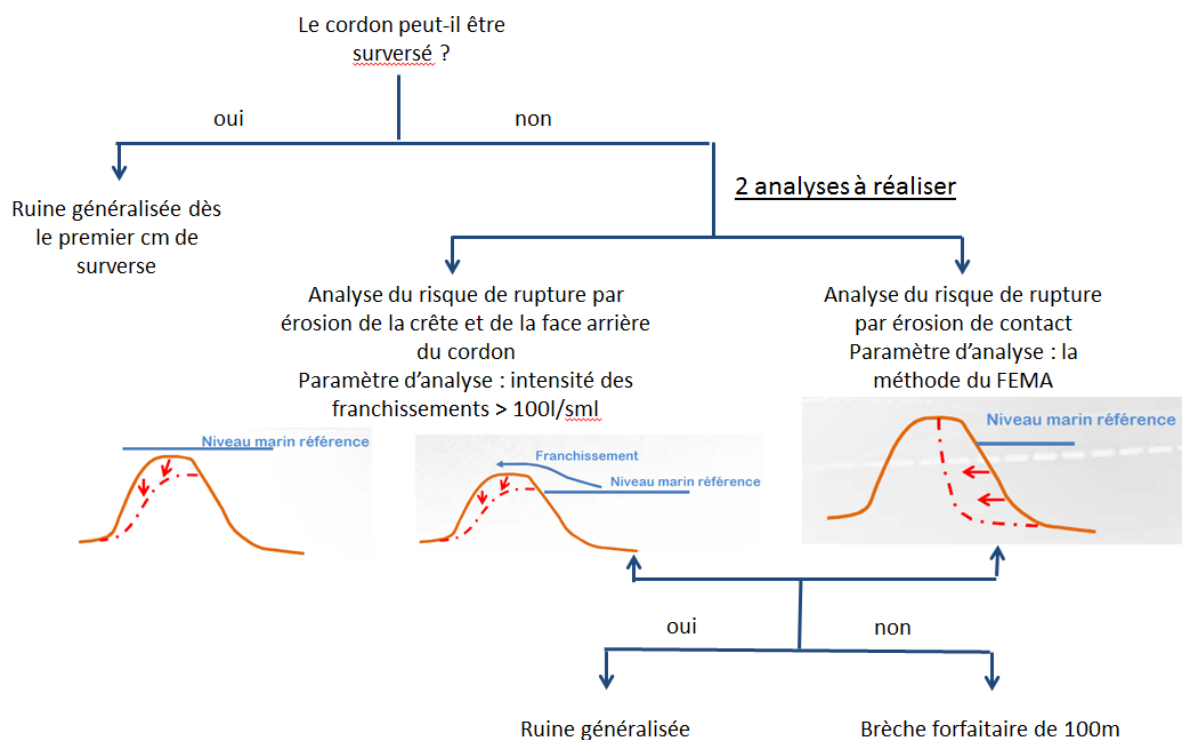 Le cordon peut-il être
surversé ?
oui
non
Ruine généralisée dès
le premier cm de
surverse
2 analyses à réaliser
Analyse du risque de rupture par
érosion de la crête et de la face arrière
du cordon
Paramètre d'analyse : intensité des
franchissements > 100l/sml
Analyse du risque de rupture
par érosion de contact
Paramètre d'analyse : la
méthode du FEMA
Niveau marin référence
Franchissement
Niveau marin référence
Niveau marin référence
oui
non
Ruine généralisée
Brèche forfaitaire de 100m